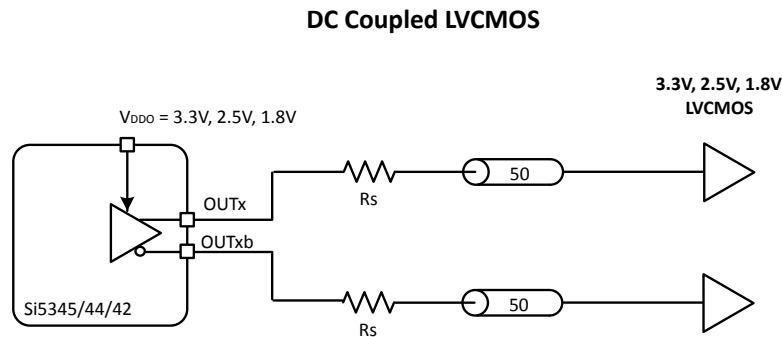 DC Coupled LVCMOS
3.3V, 2.5V, 1.8V
LVCMOS
VDDO = 3.3V, 2.5V, 1.8V
OUTx
Rs
50
OUTxb
Si5345/44/42
Rs
50